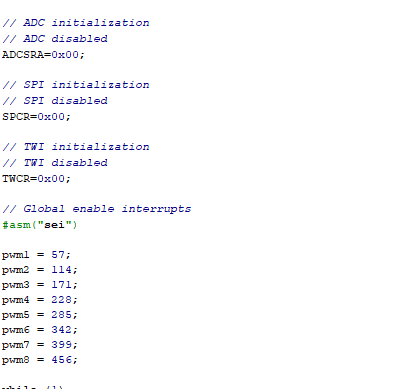 // ADC initialization
// ADC disabled
ADCSRA=0x00;
// SPI initialization
// SPI disabled
SPCR=0x00;
// TWI initialization
// TWI disabled
TWCR=0x00;
// Global enable interrupts
#asm("sei")
pwm1 = 57;
pwm2 = 114;
pwm3 = 171;
pwm4 = 228;
pwm5 = 285;
pwm6 = 342;
pwm7 = 399;
pwm8 = 456;
while (1)